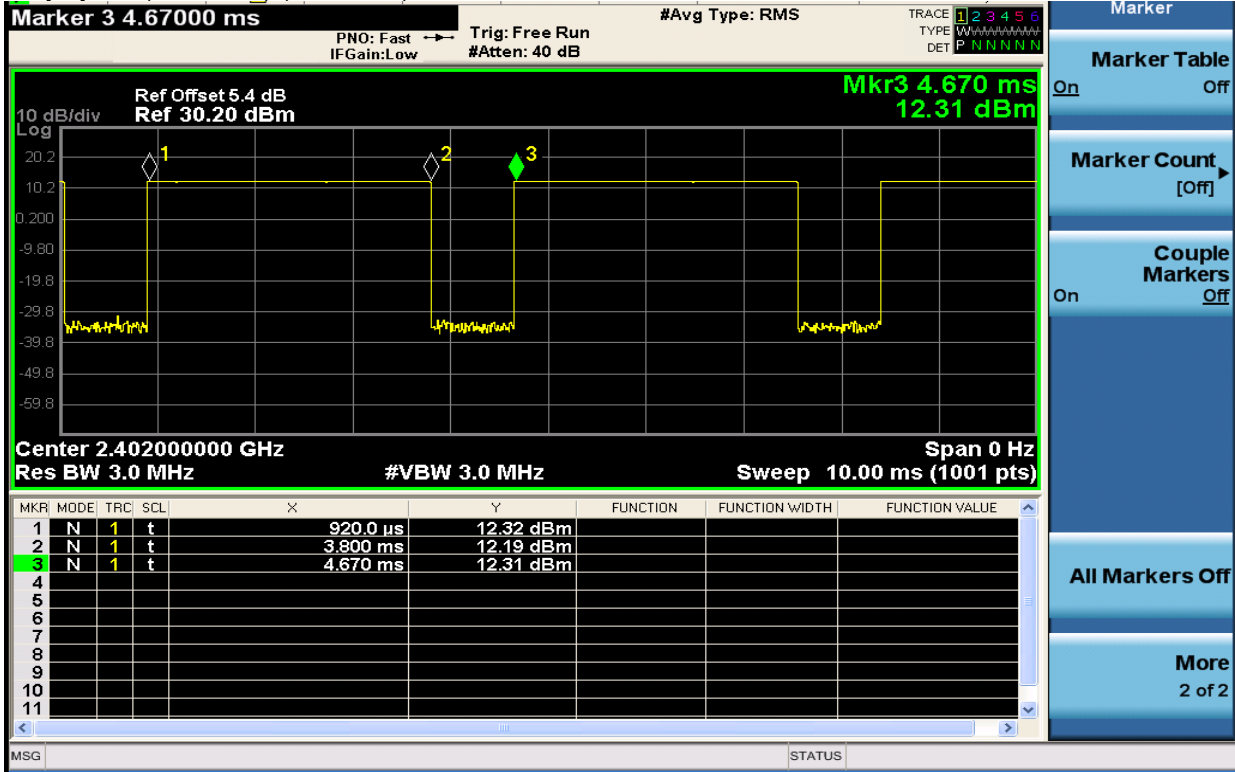 Marker 3 4.67000 ms
#Avg Type: RMS
TRACE 1 2 3 4 5 6
TYPE W
DET P N N N N N
PNO: Fast
IFGain:Low
Trig: Free Run
#Atten: 40 dB
Mkr3 4.670 ms
12.31 dBm
Ref Offset 5.4 dB
10 dB/div Ref 30.20 dBm
Log
1
2
3
20.2
10.2
0.200
-9.80
-19.8
-29.8
-39.8
-49.8
-59.8
Center 2.402000000 GHz
Span 0 Hz
Res BW 3.0 MHz
#VBW 3.0 MHz
Sweep 10.00 ms (1001 pts)
MKR MODE TRC SCL X Y FUNCTION FUNCTION WIDTH FUNCTION VALUE
1 N 1 t 920.0 µs 12.32 dBm
2 N 1 t 3.800 ms 12.19 dBm
3 N 1 t 4.670 ms 12.31 dBm
4
5
6
7
8
9
10
11
MSG
STATUS
Marker
Marker Table
On Off
Marker Count
[Off]
Couple
Markers
On Off
All Markers Off
More
2 of 2